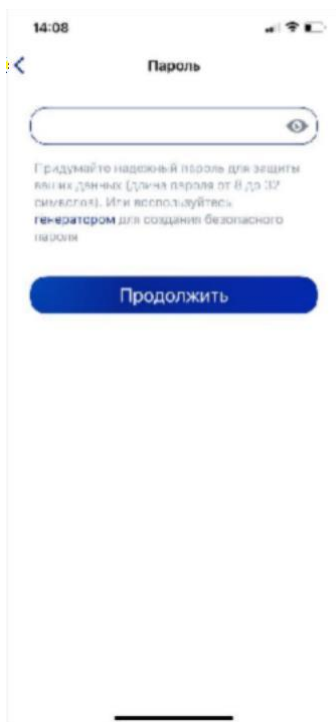 14:08
Пароль
Придумайте надежный пароль для защиты
ваших данных (длина пароля от 8 до 32
символов). Или воспользуйтесь
генератором для создания безопасного
пароля
Продолжить